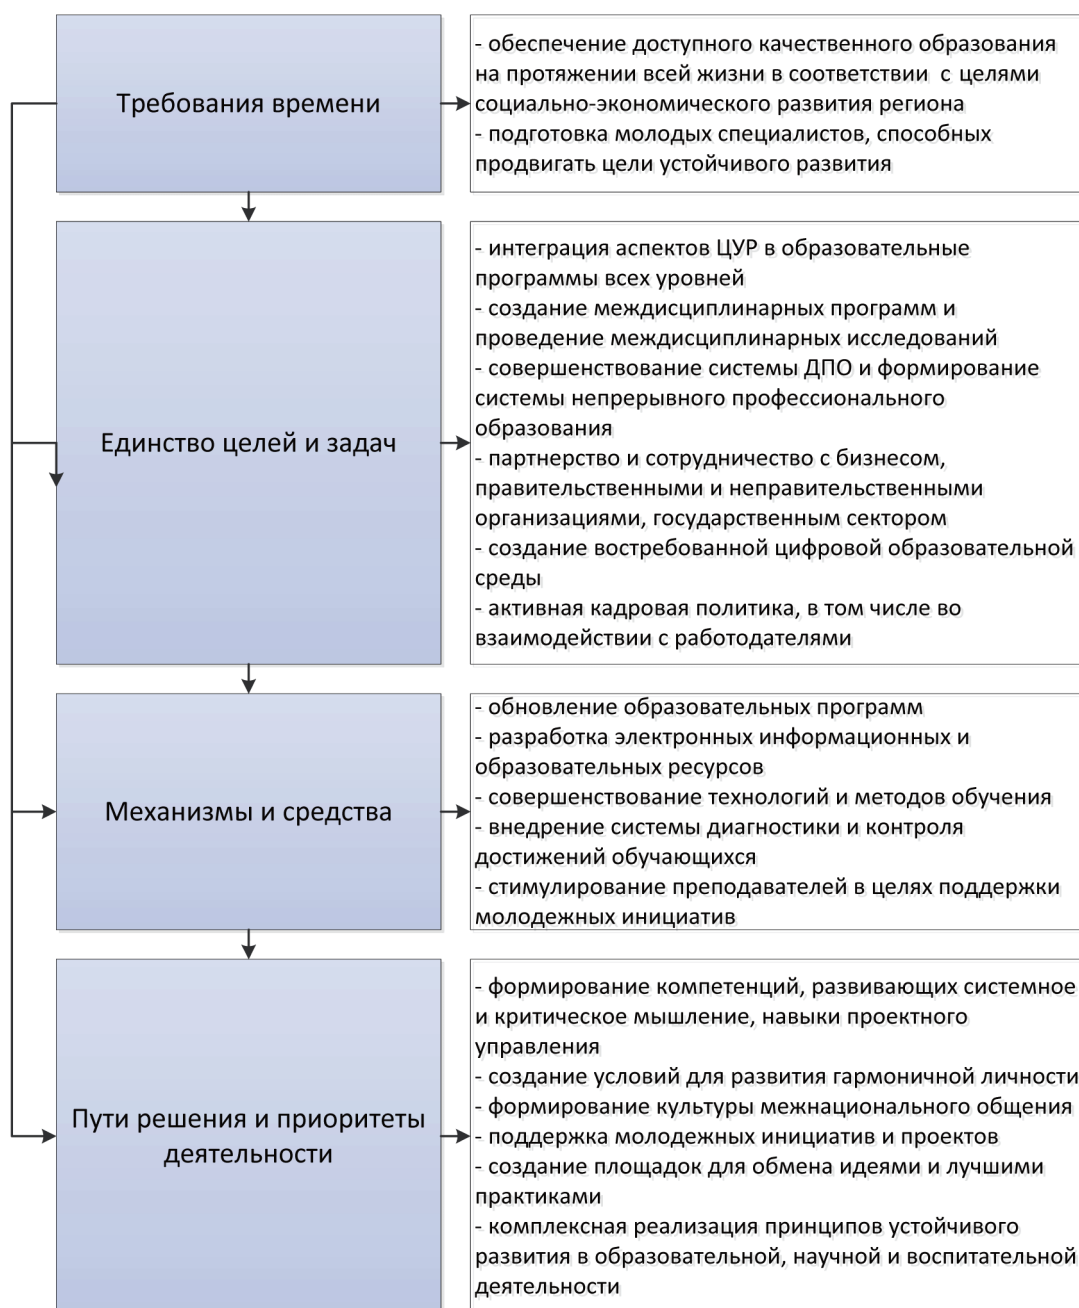 Требования времени
- обеспечение доступного качественного образования
на протяжении всей жизни в соответствии с целями
социально-экономического развития региона
- подготовка молодых специалистов, способных
продвигать цели устойчивого развития
Единство целей и задач
- интеграция аспектов ЦУР в образовательные
программы всех уровней
- создание междисциплинарных программ и
проведение междисциплинарных исследований
- совершенствование системы ДПО и формирование
системы непрерывного профессионального
образования
- партнерство и сотрудничество с бизнесом,
правительственными и неправительственными
организациями, государственным сектором
- создание востребованной цифровой образовательной
среды
- активная кадровая политика, в том числе во
взаимодействии с работодателями
Механизмы и средства
- обновление образовательных программ
- разработка электронных информационных и
образовательных ресурсов
- совершенствование технологий и методов обучения
- внедрение системы диагностики и контроля
достижений обучающихся
- стимулирование преподавателей в целях поддержки
молодежных инициатив
Пути решения и приоритеты
деятельности
- формирование компетенций, развивающих системное
и критическое мышление, навыки проектного
управления
- создание условий для развития гармоничной личности
- формирование культуры межнационального общения
- поддержка молодежных инициатив и проектов
- создание площадок для обмена идеями и лучшими
практиками
- комплексная реализация принципов устойчивого
развития в образовательной, научной и воспитательной
деятельности